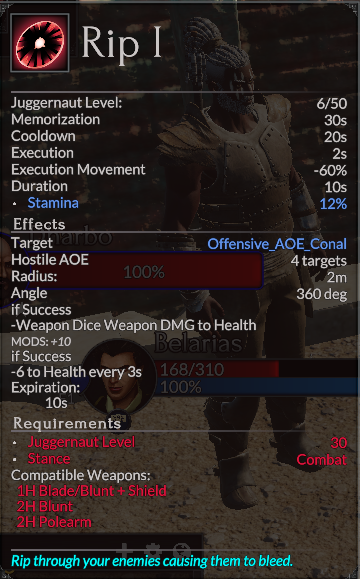 Rip I
Juggernaut Level: 6/50
Memorization 30s
Cooldown 20s
Execution 2s
Execution Movement -60%
Duration 10s
• Stamina 12%
Effects
Target Offensive_AOE_Conal
Hostile AOE 4 targets
Radius: 2m
100%
Angle 360 deg
if Success
-Weapon Dice Weapon DMG to Health
MODS: +10
Belarias
if Success
-6 to Health every 3s
168/310
Expiration:
100%
10s
Requirements
• Juggernaut Level 30
• Stance Combat
Compatible Weapons:
1H Blade/Blunt + Shield
2H Blunt
2H Polearm
Rip through your enemies causing them to bleed.